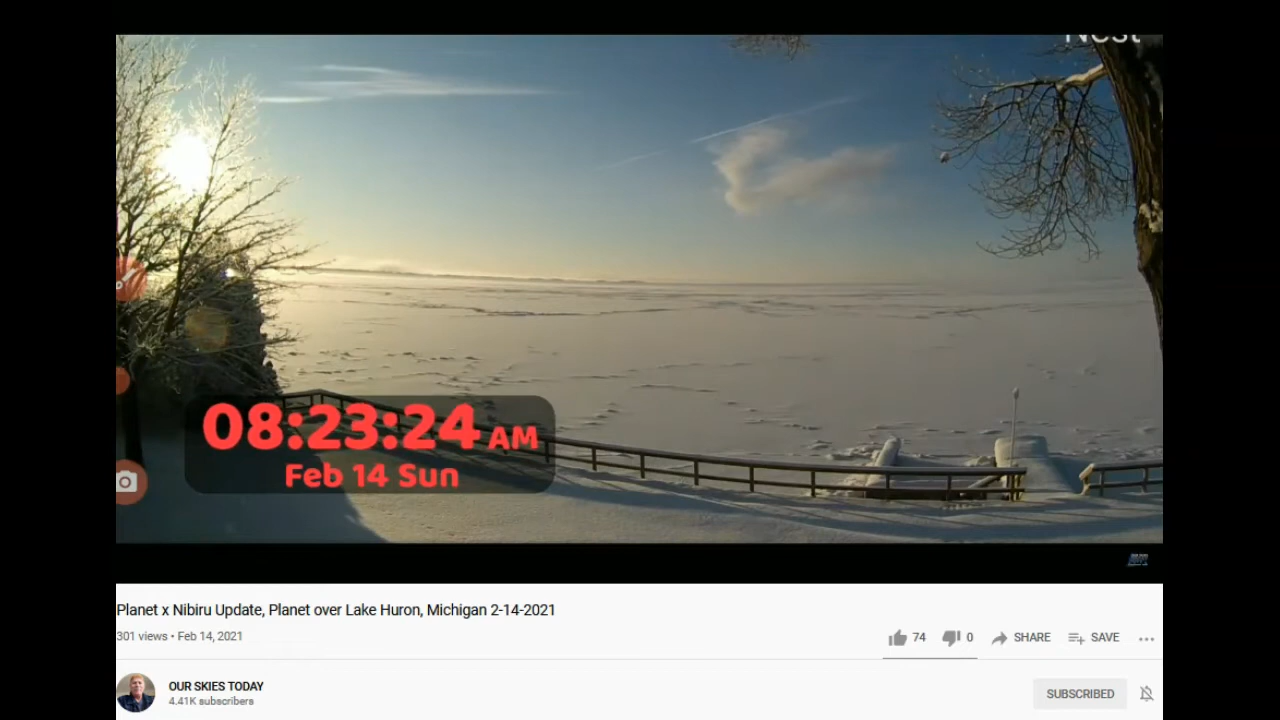 Nest
08:23:24 AM
Feb 14 Sun
Planet x Nibiru Update, Planet over Lake Huron, Michigan 2-14-2021
301 views • Feb 14, 2021
74
0
SHARE
SAVE
OUR SKIES TODAY
4.41K subscribers
SUBSCRIBED